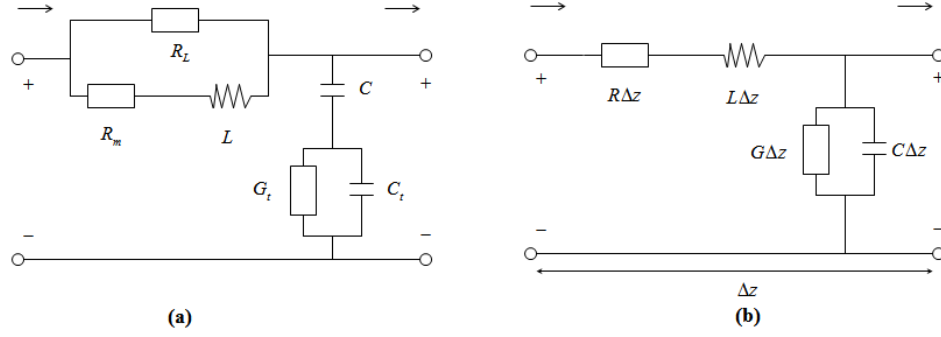 R_L
+ C +
R_m L
G_t C_t
− −
(a)
+ RΔz LΔz +
GΔz CΔz
− −
Δz
(b)